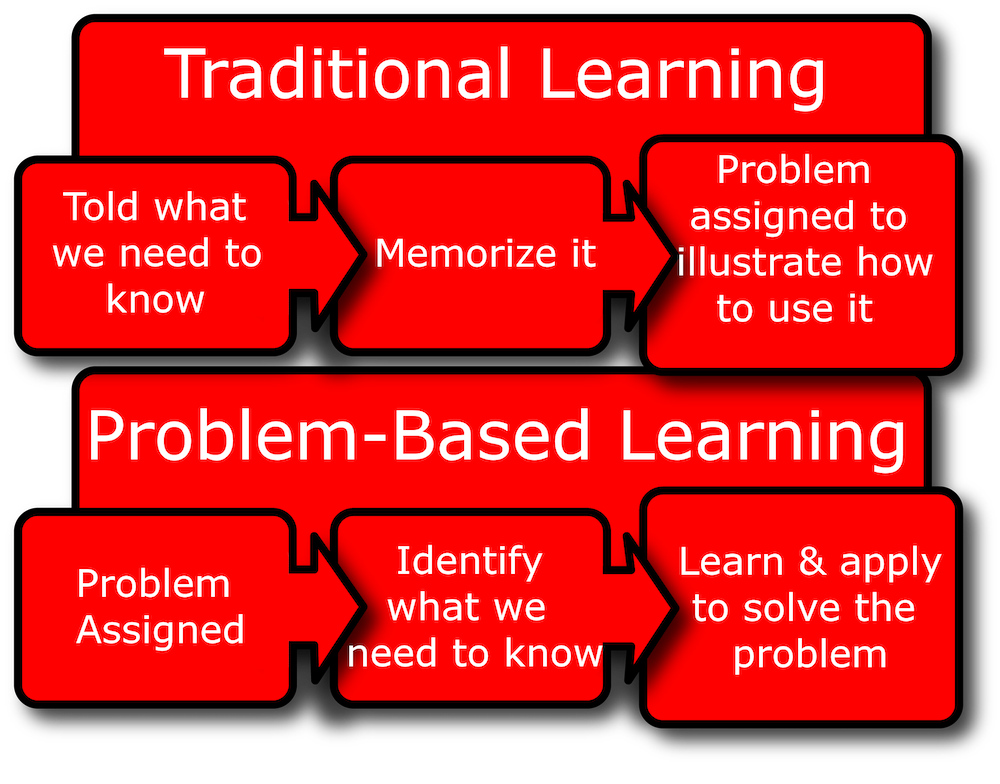 Traditional Learning
Told what
we need to
know
Memorize it
Problem
assigned to
illustrate how
to use it
Problem-Based Learning
Problem
Assigned
Identify
what we
need to know
Learn & apply
to solve the
problem